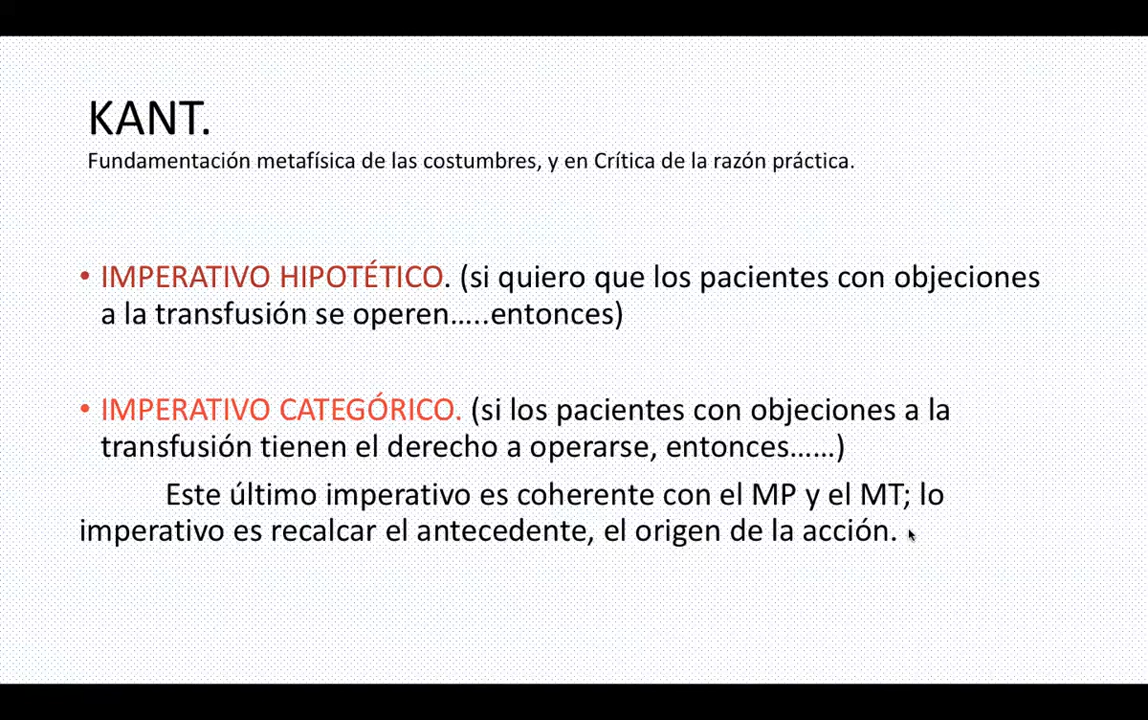 KANT.
Fundamentación metafísica de las costumbres, y en Crítica de la razón práctica.
• IMPERATIVO HIPOTÉTICO. (si quiero que los pacientes con objeciones
a la transfusión se operen…..entonces)
• IMPERATIVO CATEGÓRICO. (si los pacientes con objeciones a la
transfusión tienen el derecho a operarse, entonces……)
Este último imperativo es coherente con el MP y el MT; lo
imperativo es recalcar el antecedente, el origen de la acción.